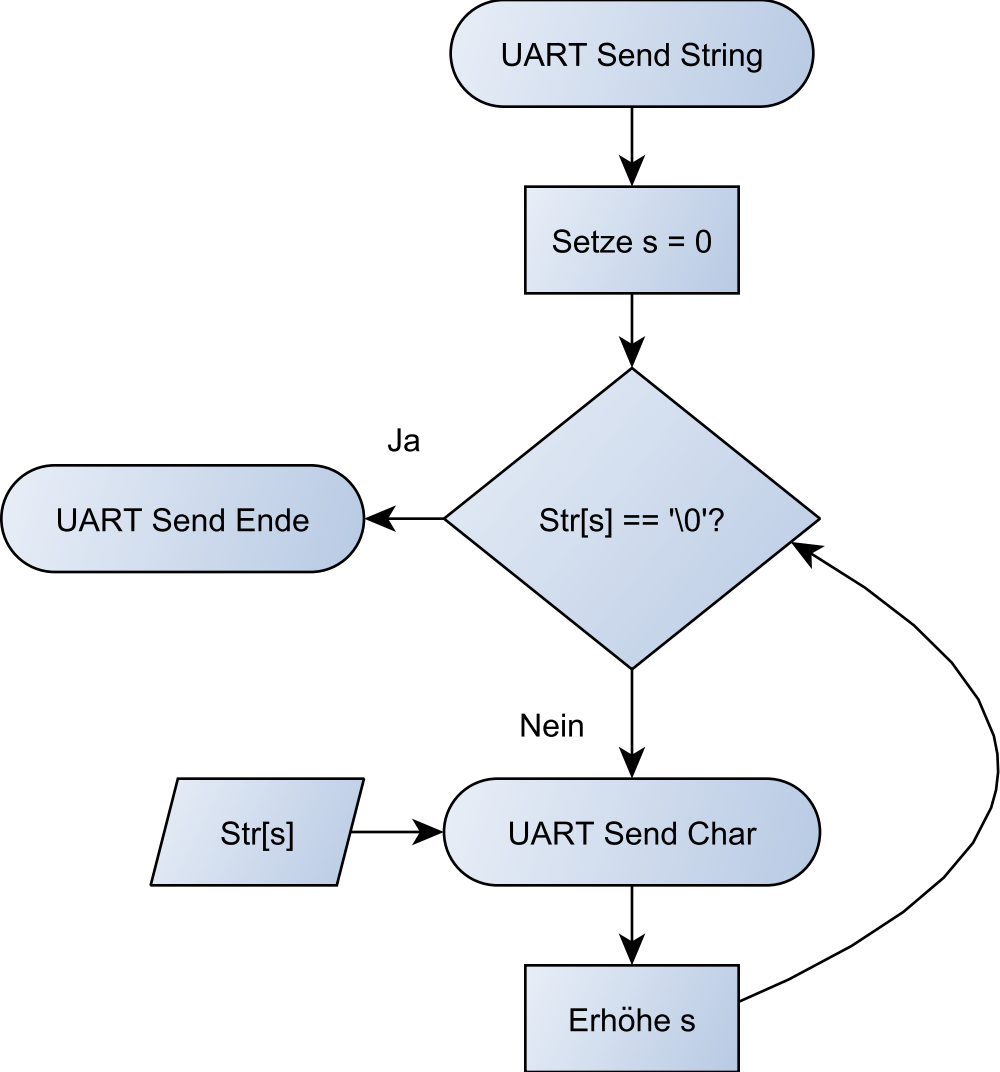 UART Send String
Setze s = 0
Ja
Str[s] == '\0'?
UART Send Ende
Nein
Str[s]
UART Send Char
Erhöhe s